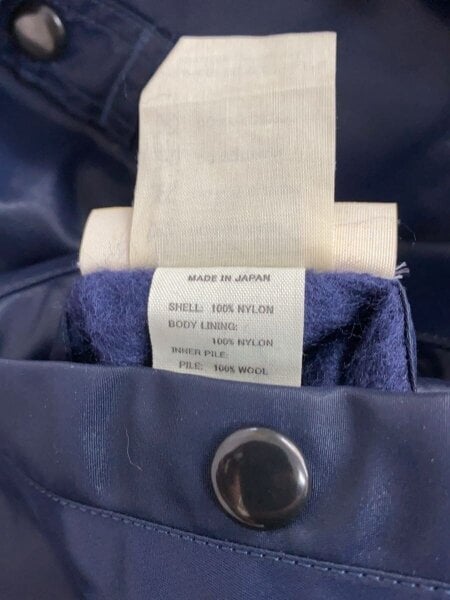 MADE IN JAPAN
SHELL: 100% NYLON
BODY LINING:
100% NYLON
INNER PILE:
PILE: 100% WOOL